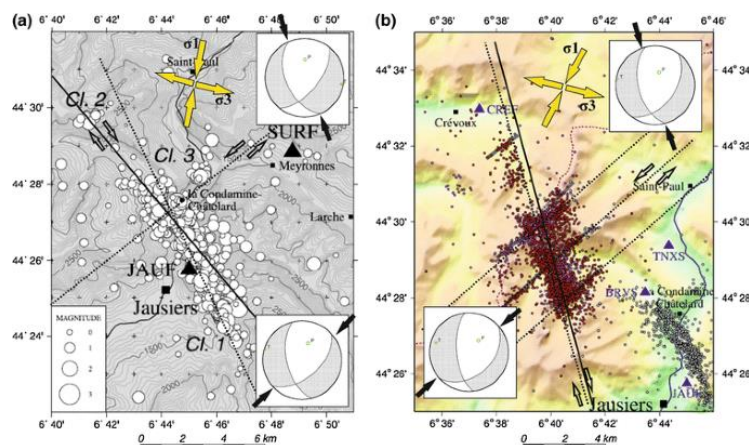 (a)
6°40' 6°42' 6°44' 6°46' 6°48' 6°50'
44°30'
44°28'
44°26'
44°24'
σ1
Saint-Paul
σ3
Cl. 2
Cl. 3
SURF
Meyronnes
la Condamine-
Châtelard
Larche
JAUF
Jausiers
Cl. 1
MAGNITUDE
0
1
2
3
2000
2500
1500
0 2 4 6 km
(b)
6°36' 6°38' 6°40' 6°42' 6°44' 6°46'
44°34'
44°32'
44°30'
44°28'
44°26'
σ1
σ3
CREF
Crévoux
Saint-Paul
TNXS
BRVS
Condamine
Châtelard
Jausiers
0 2 4 6 km